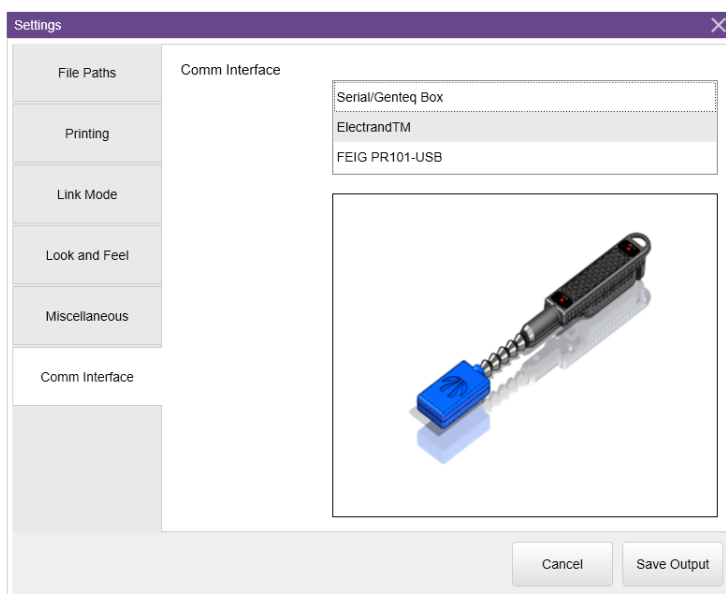 Settings
File Paths
Printing
Link Mode
Look and Feel
Miscellaneous
Comm Interface
Comm Interface
Serial/Genteq Box
ElectrandTM
FEIG PR101-USB
Cancel
Save Output